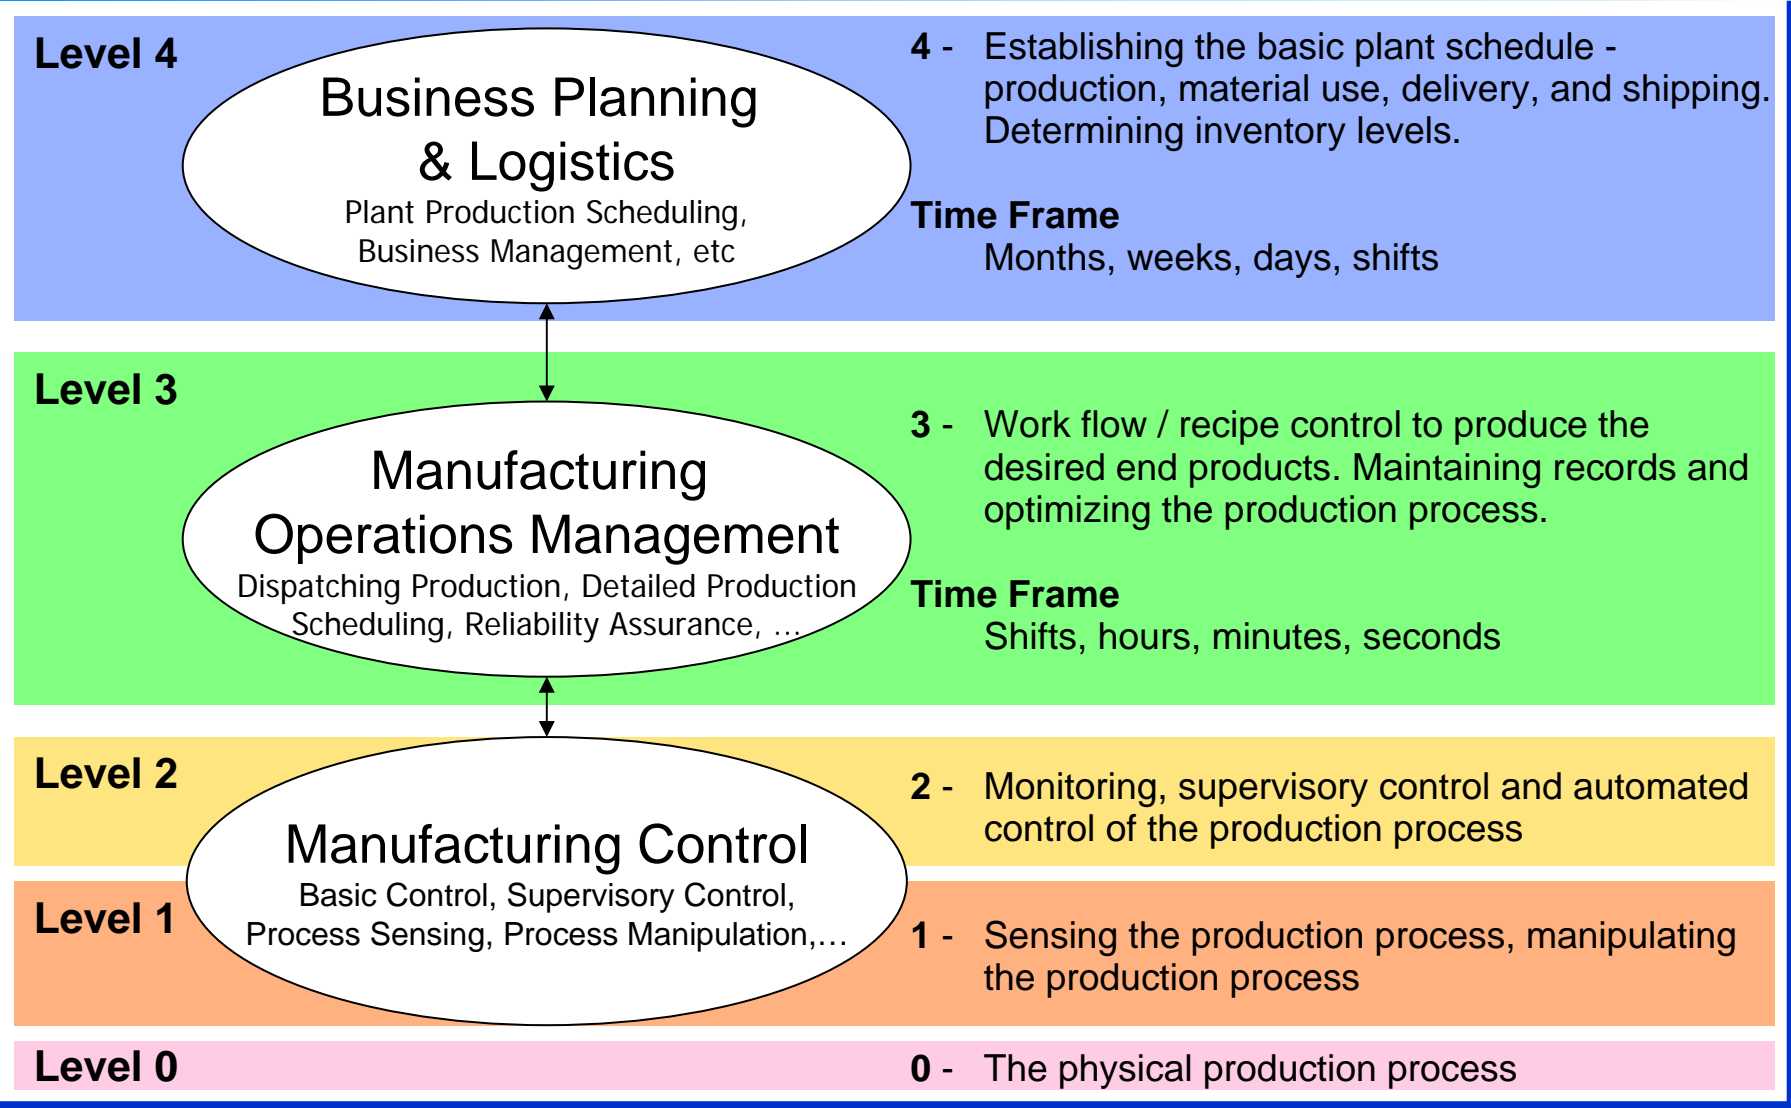 Level 4
Business Planning
& Logistics
Plant Production Scheduling,
Business Management, etc
4 - Establishing the basic plant schedule -
production, material use, delivery, and shipping.
Determining inventory levels.
Time Frame
Months, weeks, days, shifts
Level 3
Manufacturing
Operations Management
Dispatching Production, Detailed Production
Scheduling, Reliability Assurance, ...
3 - Work flow / recipe control to produce the
desired end products. Maintaining records and
optimizing the production process.
Time Frame
Shifts, hours, minutes, seconds
Level 2
Manufacturing Control
Basic Control, Supervisory Control,
Process Sensing, Process Manipulation,...
2 - Monitoring, supervisory control and automated
control of the production process
Level 1
1 - Sensing the production process, manipulating
the production process
Level 0
0 - The physical production process